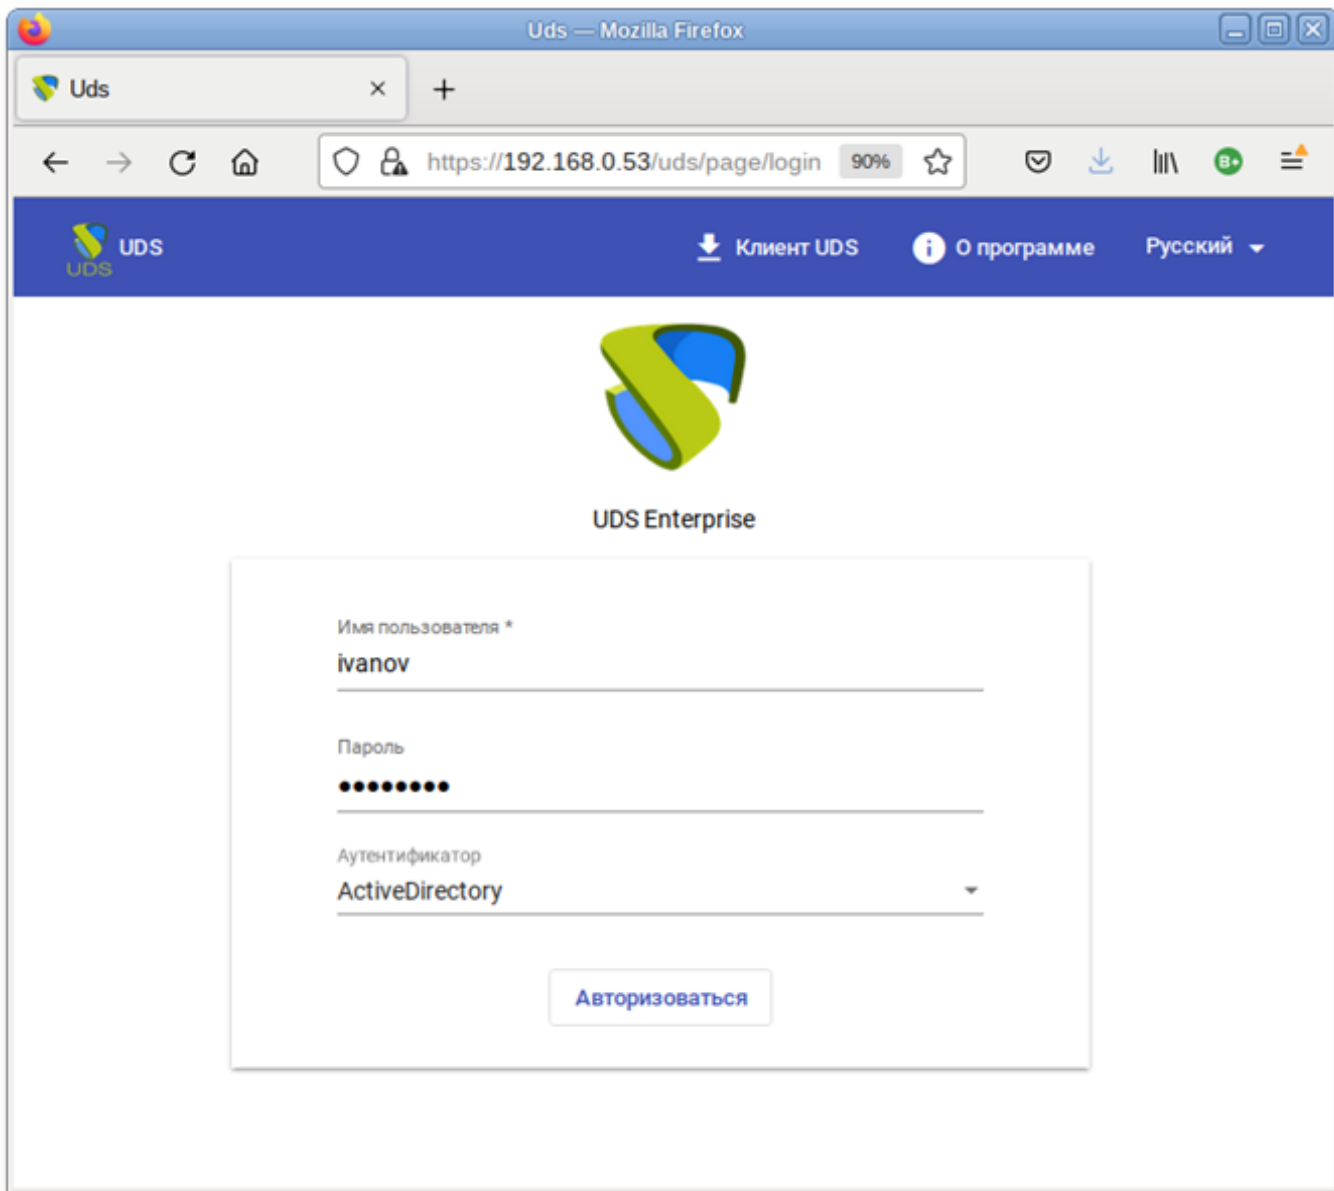 Uds — Mozilla Firefox
Uds
https://192.168.0.53/uds/page/login 90%
UDS UDS Клиент UDS О программе Русский
UDS Enterprise
Имя пользователя *
ivanov
Пароль
••••••••
Аутентификатор
ActiveDirectory
Авторизоваться